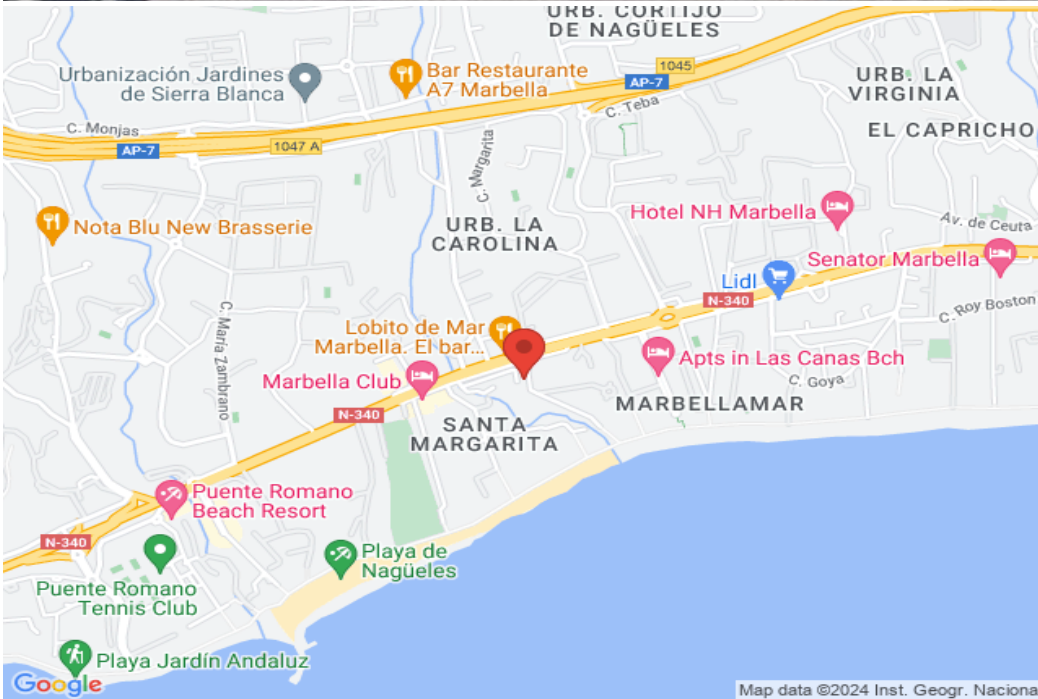 URB. CORTIJO
DE NAGÜELES
Urbanización Jardines
de Sierra Blanca
Bar Restaurante
A7 Marbella
1045
AP-7
URB. LA
VIRGINIA
C. Teba
C. Monjas
AP-7
1047 A
EL CAPRICHO
C. Margarita
Nota Blu New Brasserie
URB. LA
CAROLINA
Hotel NH Marbella
Av. de Ceuta
Senator Marbella
Lidl
N-340
C. Roy Boston
C. María Zambrano
Lobito de Mar
Marbella. El bar...
Apts in Las Canas Bch
Marbella Club
C. Goya
N-340
MARBELLAMAR
SANTA
MARGARITA
Puente Romano
Beach Resort
N-340
Playa de
Nagüeles
Puente Romano
Tennis Club
Playa Jardín Andaluz
Google
Map data ©2024 Inst. Geogr. Naciona